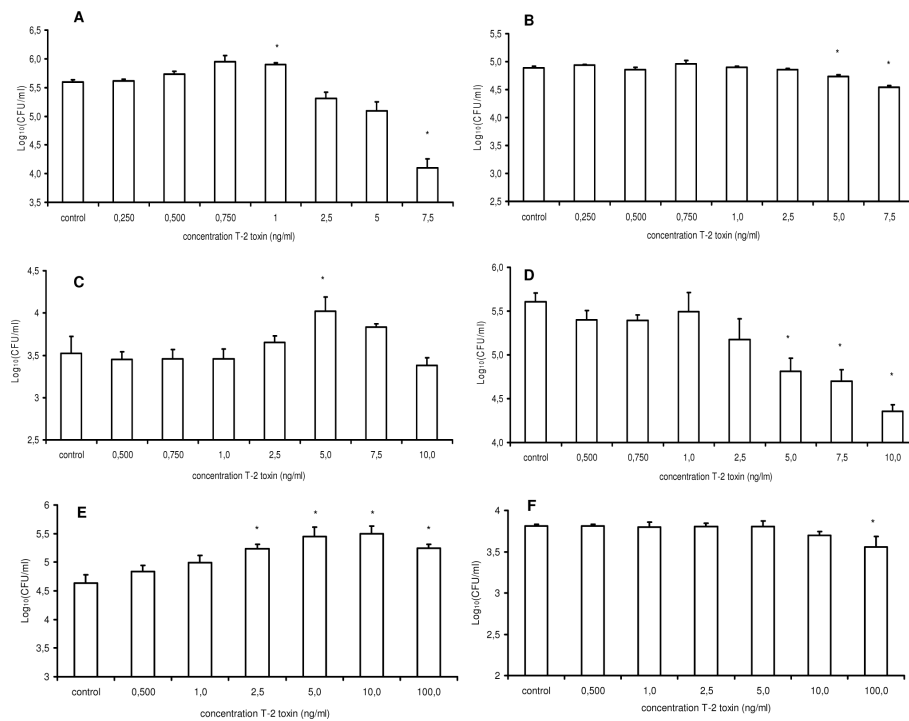 A
6,5
6,0
5,5
5,0
4,5
4,0
3,5
Log10(CFU/ml)
*
*
control 0,250 0,500 0,750 1 2,5 5 7,5
concentration T-2 toxin (ng/ml)
B
5,5
5,0
4,5
4,0
3,5
3,0
2,5
Log10(CFU/ml)
*
*
control 0,250 0,500 0,750 1,0 2,5 5,0 7,5
concentration T-2 toxin (ng/ml)
C
4,5
4
3,5
3
2,5
Log10(CFU/ml)
*
control 0,500 0,750 1,0 2,5 5,0 7,5 10,0
concentration T-2 toxin (ng/ml)
D
6,0
5,5
5,0
4,5
4,0
Log10(CFU/ml)
*
*
*
control 0,500 0,750 1,0 2,5 5,0 7,5 10,0
concentration T-2 toxin (ng/lm)
E
6
5,5
5
4,5
4
3,5
3
Log10(CFU/ml)
* * * *
control 0,500 1,0 2,5 5,0 10,0 100,0
concentration T-2 toxin (ng/ml)
F
4
3,5
3
2,5
2
Log10(CFU/ml)
*
control 0,500 1,0 2,5 5,0 10,0 100,0
concentration T-2 toxin (ng/ml)